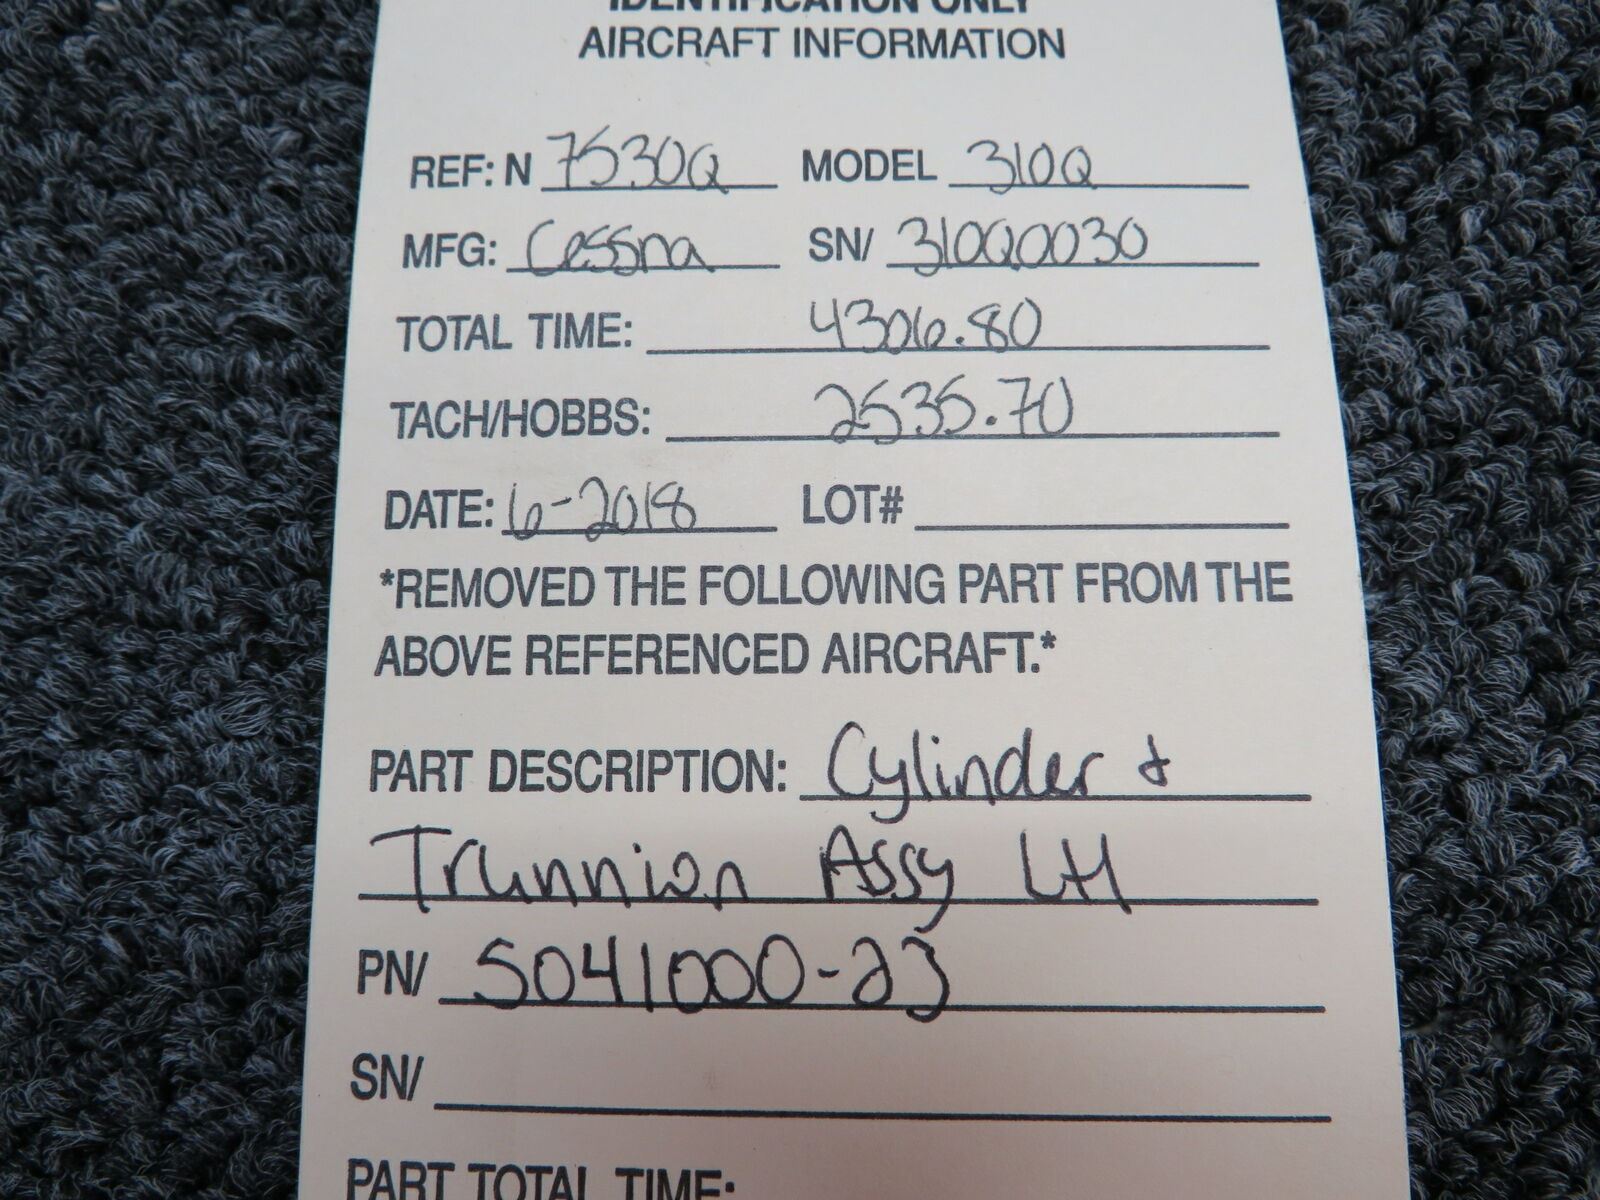 IDENTIFICATION ONLY
AIRCRAFT INFORMATION
REF: N 7530Q MODEL 310Q
MFG: Cessna SN/ 310Q0030
TOTAL TIME: 4306.80
TACH/HOBBS: 2535.70
DATE: 6-2018 LOT#
*REMOVED THE FOLLOWING PART FROM THE
ABOVE REFERENCED AIRCRAFT.*
PART DESCRIPTION: Cylinder &
Trunnion Assy LH
PN/ 5041000-23
SN/
PART TOTAL TIME: